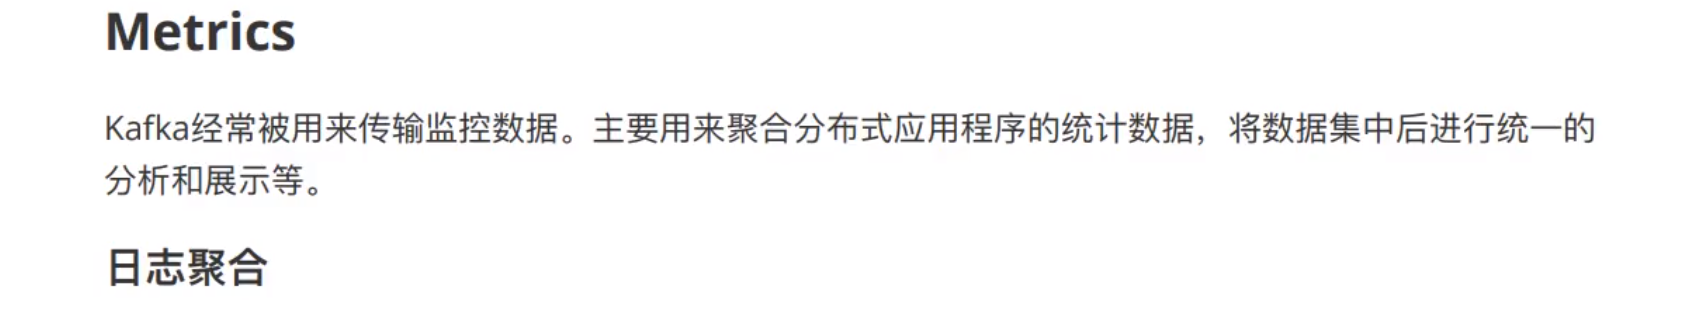 Metrics
Kafka经常被用来传输监控数据。主要用来聚合分布式应用程序的统计数据，将数据集中后进行统一的
分析和展示等。
日志聚合